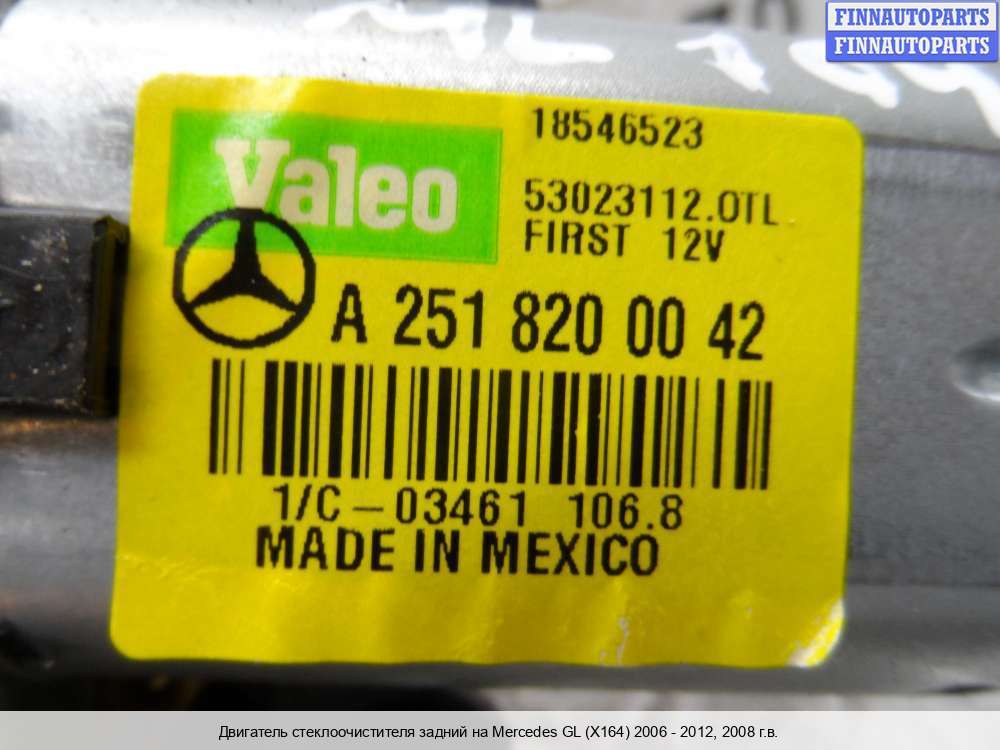 FINNAUTOPARTS
FINNAUTOPARTS
Valeo
18546523
53023112.OTL
FIRST 12V
A 251 820 00 42
1/C-03461 106.8
MADE IN MEXICO
Двигатель стеклоочистителя задний на Mercedes GL (X164) 2006 - 2012, 2008 г.в.